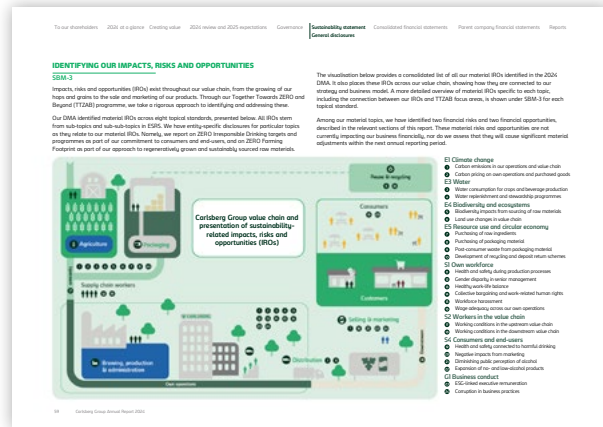 To our shareholders 2024 at a glance Creating value 2024 review and 2025 expectations Governance Sustainability statement Consolidated financial statements Parent company financial statements Reports
General disclosures
IDENTIFYING OUR IMPACTS, RISKS AND OPPORTUNITIES
SBM-3
Impacts, risks and opportunities (IROs) exist throughout our value chain, from the growing of our
hops and grains to the sale and marketing of our products. Through our Together Towards ZERO and
Beyond (TTZAB) programme, we take a rigorous approach to identifying and addressing these.
Our DMA identified material IROs across eight topical standards, presented below. All IROs stem
from sub-topics and sub-sub-topics in ESRS. We have entity-specific disclosures for particular topics
as they relate to our material IROs. Namely, we report on ZERO Irresponsible Drinking targets and
programmes as part of our commitment to consumers and end-users, and on ZERO Farming
Footprint as part of our approach to regeneratively grown and sustainably sourced raw materials.
The visualisation below provides a consolidated list of all our material IROs identified in the 2024
DMA. It also places these IROs across our value chain, showing how they are connected to our
strategy and business model. A more detailed overview of material IROs specific to each topic,
including the connection between our IROs and TTZAB focus areas, is shown under SBM-3 for each
topical standard.
Among our material topics, we have identified two financial risks and two financial opportunities,
described in the relevant sections of this report. These material risks and opportunities are not
currently impacting our business financially, nor do we assess that they will cause significant material
adjustments within the next annual reporting period.
Carlsberg Group value chain and
presentation of sustainability-
related impacts, risks and
opportunities (IROs)
Agriculture
Packaging
Supply chain workers
Brewing, production
& administration
Own operations
Distribution
Selling & marketing
Reuse & recycling
Consumers
Customers
E1 Climate change
Carbon emissions in our operations and value chain
Carbon pricing on own operations and purchased goods
E3 Water
Water consumption for crops and beverage production
Water replenishment and stewardship programmes
E4 Biodiversity and ecosystems
Biodiversity impacts from sourcing of raw materials
Land use changes in value chain
E5 Resource use and circular economy
Purchasing of raw ingredients
Purchasing of packaging material
Post-consumer waste from packaging material
Development of recycling and deposit return schemes
S1 Own workforce
Health and safety during production processes
Gender disparity in senior management
Healthy work-life balance
Collective bargaining and work-related human rights
Workforce harassment
Wage adequacy across our own operations
S2 Workers in the value chain
Working conditions in the upstream value chain
Working conditions in the downstream value chain
S4 Consumers and end-users
Health and safety connected to harmful drinking
Negative impacts from marketing
Diminishing public perception of alcohol
Expansion of no- and low-alcohol products
G1 Business conduct
ESG-linked executive remuneration
Corruption in business practices
Carlsberg Group Annual Report 2024